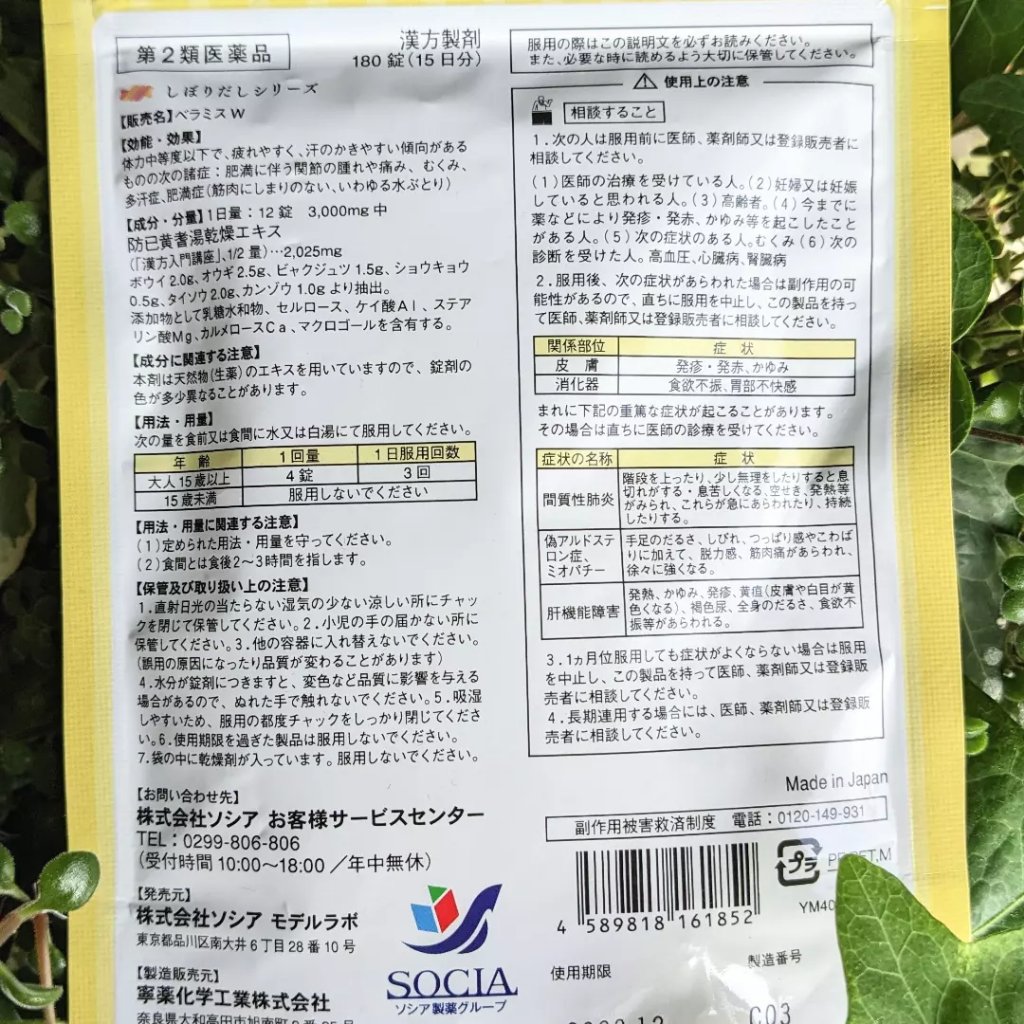 第2類医薬品
漢方製剤
180錠(15日分)
しぼりだしシリーズ
【販売名】ベラミスW
【効能・効果】
体力中等度以下で、疲れやすく、汗のかきやすい傾向がある
ものの次の諸症：肥満に伴う関節の腫れや痛み、むくみ、
多汗症、肥満症(筋肉にしまりのない、いわゆる水ぶとり)
【成分・分量】1日量：12錠　3,000mg中
防已黄耆湯乾燥エキス
(「漢方入門講座」、1/2量)…2,025mg
ボウイ2.0g、オウギ2.5g、ビャクジュツ1.5g、ショウキョウ
0.5g、タイソウ2.0g、カンゾウ1.0gより抽出。
添加物として乳糖水和物、セルロース、ケイ酸Al、ステア
リン酸Mg、カルメロースCa、マクロゴールを含有する。
【成分に関連する注意】
本剤は天然物(生薬)のエキスを用いていますので、錠剤の
色が多少異なることがあります。
【用法・用量】
次の量を食前又は食間に水又は白湯にて服用してください。
年齢　1回量　1日服用回数
大人15歳以上　4錠　3回
15歳未満　服用しないでください
【用法・用量に関連する注意】
(1)定められた用法・用量を守ってください。
(2)食間とは食後2〜3時間を指します。
【保管及び取り扱い上の注意】
1.直射日光の当たらない湿気の少ない涼しい所にチャッ
クを閉じて保管してください。2.小児の手の届かない所に
保管してください。3.他の容器に入れ替えないでください。
(誤用の原因になったり品質が変わることがあります)
4.水分が錠剤につきますと、変色など品質に影響を与える
場合があるので、ぬれた手で触れないでください。5.吸湿
しやすいため、服用の都度チャックをしっかり閉じてくださ
い。6.使用期限を過ぎた製品は服用しないでください。
7.袋の中に乾燥剤が入っています。服用しないでください。
【お問い合わせ先】
株式会社ソシア お客様サービスセンター
TEL：0299-806-806
(受付時間10:00〜18:00／年中無休)
【発売元】
株式会社ソシア モデルラボ
東京都品川区南大井6丁目28番10号
【製造販売元】
寧薬化学工業株式会社
奈良県大和高田市旭南町
SOCIA
ソシア製薬グループ
服用の際はこの説明文を必ずお読みください。
また、必要な時に読めるよう大切に保管してください。
使用上の注意
相談すること
1.次の人は服用前に医師、薬剤師又は登録販売者に
相談してください。
(1)医師の治療を受けている人。(2)妊婦又は妊娠
していると思われる人。(3)高齢者。(4)今までに
薬などにより発疹・発赤、かゆみ等を起こしたこと
がある人。(5)次の症状のある人。むくみ(6)次の
診断を受けた人。高血圧、心臓病、腎臓病
2.服用後、次の症状があらわれた場合は副作用の可
能性があるので、直ちに服用を中止し、この製品を持っ
て医師、薬剤師又は登録販売者に相談してください。
関係部位　症状
皮膚　発疹・発赤、かゆみ
消化器　食欲不振、胃部不快感
まれに下記の重篤な症状が起こることがあります。
その場合は直ちに医師の診療を受けてください。
症状の名称　症状
間質性肺炎　階段を上ったり、少し無理をしたりすると息
切れがする・息苦しくなる、空せき、発熱等
がみられ、これらが急にあらわれたり、持続
したりする。
偽アルドステ
ロン症、
ミオパチー　手足のだるさ、しびれ、つっぱり感やこわば
りに加えて、脱力感、筋肉痛があらわれ、
徐々に強くなる。
肝機能障害　発熱、かゆみ、発疹、黄疸(皮膚や白目が黄
色くなる)、褐色尿、全身のだるさ、食欲不
振等があらわれる。
3.1ヵ月位服用しても症状がよくならない場合は服用
を中止し、この製品を持って医師、薬剤師又は登録販
売者に相談してください。
4.長期連用する場合には、医師、薬剤師又は登録販
売者に相談してください。
Made in Japan
副作用被害救済制度　電話：0120-149-931
プラ
4 589818 161852
YM40
使用期限
製造番号
C03